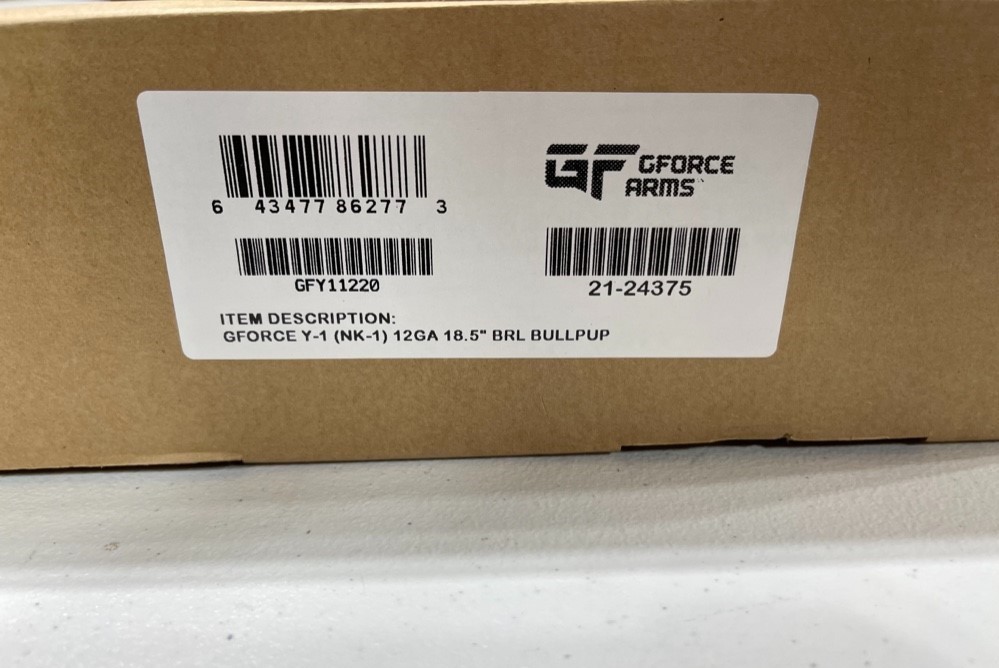 6 43477 86277 3
GF GFORCE
ARMS
GFY11220
21-24375
ITEM DESCRIPTION:
GFORCE Y-1 (NK-1) 12GA 18.5" BRL BULLPUP